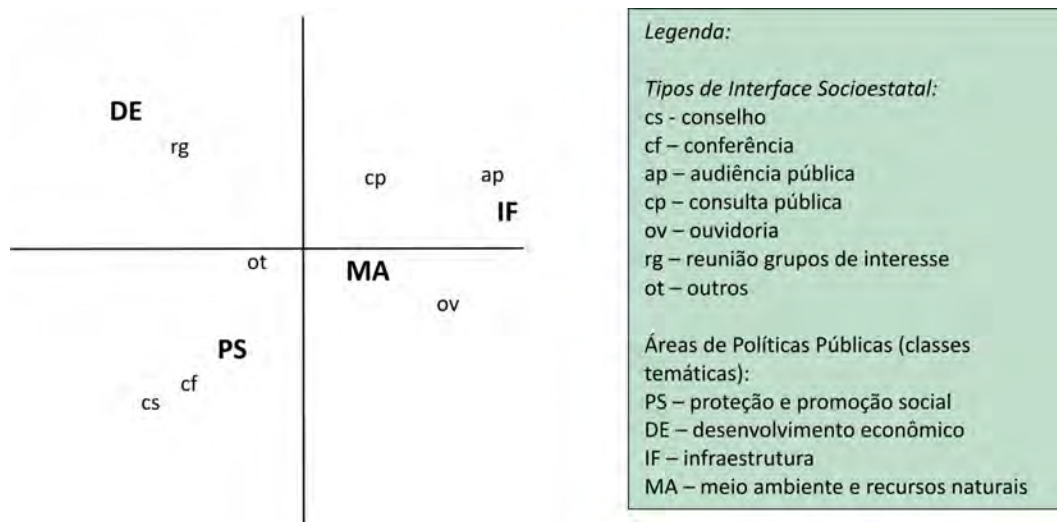 DE
rg
cp
ap
IF
ot
MA
ov
PS
cf
cs
Legenda:
Tipos de Interface Socioestatal:
cs - conselho
cf – conferência
ap – audiência pública
cp – consulta pública
ov – ouvidoria
rg – reunião grupos de interesse
ot – outros
Áreas de Políticas Públicas (classes
temáticas):
PS – proteção e promoção social
DE – desenvolvimento econômico
IF – infraestrutura
MA – meio ambiente e recursos naturais